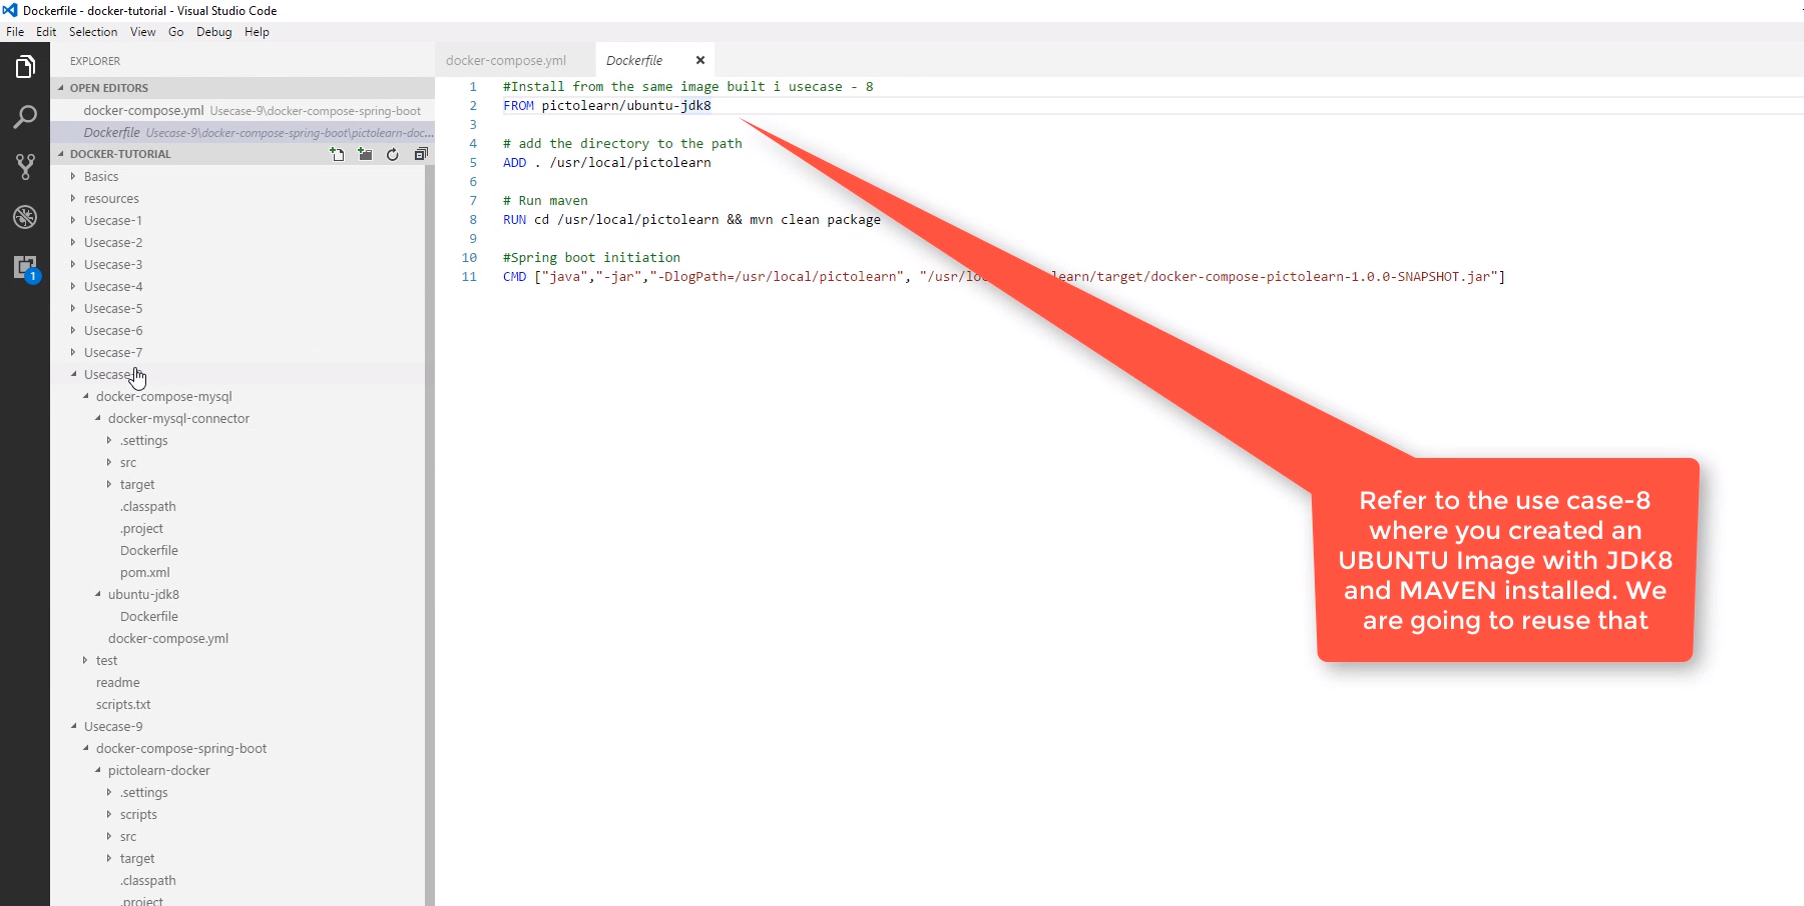 Dockerfile - docker-tutorial - Visual Studio Code
File Edit Selection View Go Debug Help
EXPLORER
docker-compose.yml Dockerfile
OPEN EDITORS
docker-compose.yml Usecase-9\docker-compose-spring-boot
Dockerfile Usecase-9\docker-compose-spring-boot\pictolearn-doc...
DOCKER-TUTORIAL
Basics
resources
Usecase-1
Usecase-2
Usecase-3
Usecase-4
Usecase-5
Usecase-6
Usecase-7
Usecase
docker-compose-mysql
docker-mysql-connector
.settings
src
target
.classpath
.project
Dockerfile
pom.xml
ubuntu-jdk8
Dockerfile
docker-compose.yml
test
readme
scripts.txt
Usecase-9
docker-compose-spring-boot
pictolearn-docker
.settings
scripts
src
target
.classpath
.project
1
1 #Install from the same image built i usecase - 8
2 FROM pictolearn/ubuntu-jdk8
3
4 # add the directory to the path
5 ADD . /usr/local/pictolearn
6
7 # Run maven
8 RUN cd /usr/local/pictolearn && mvn clean package
9
10 #Spring boot initiation
11 CMD ["java","-jar","-DlogPath=/usr/local/pictolearn", "/usr/lo learn/target/docker-compose-pictolearn-1.0.0-SNAPSHOT.jar"]
Refer to the use case-8
where you created an
UBUNTU Image with JDK8
and MAVEN installed. We
are going to reuse that